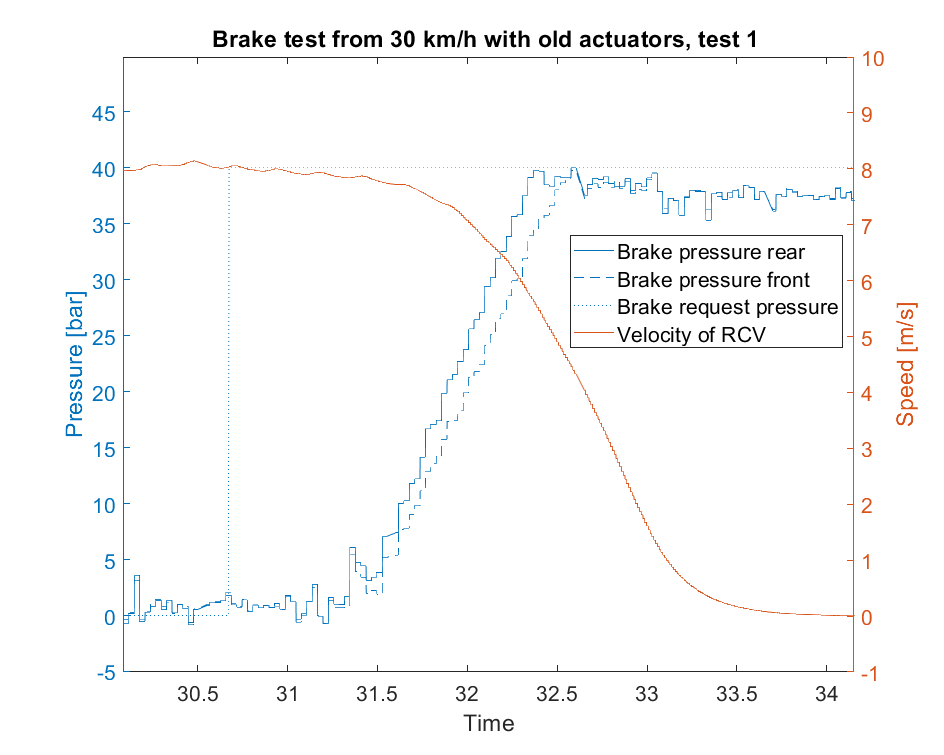 Brake test from 30 km/h with old actuators, test 1
45
40
35
30
25
20
15
10
5
0
-5
Pressure [bar]
10
9
8
7
6
5
4
3
2
1
0
-1
Speed [m/s]
Brake pressure rear
Brake pressure front
Brake request pressure
Velocity of RCV
30.5 31 31.5 32 32.5 33 33.5 34
Time